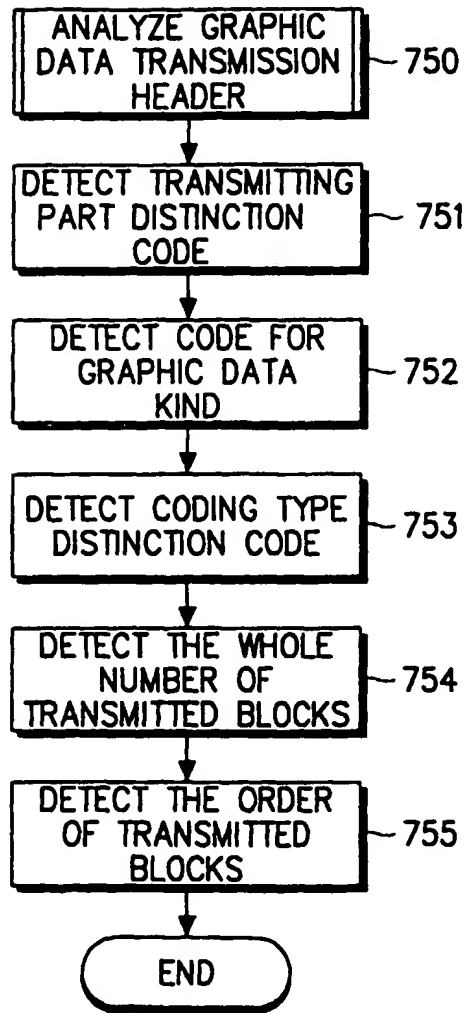 ANALYZE GRAPHIC
DATA TRANSMISSION
HEADER
750
DETECT TRANSMITTING
PART DISTINCTION
CODE
751
DETECT CODE FOR
GRAPHIC DATA
KIND
752
DETECT CODING TYPE
DISTINCTION CODE
753
DETECT THE WHOLE
NUMBER OF
TRANSMITTED BLOCKS
754
DETECT THE ORDER
OF TRANSMITTED
BLOCKS
755
END